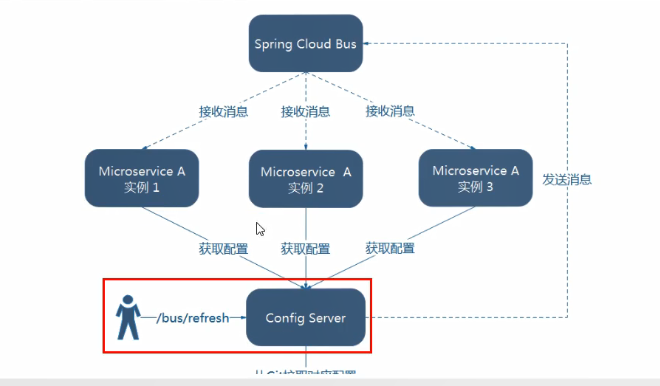 Spring Cloud Bus
接收消息
接收消息
接收消息
Microservice A
实例 1
Microservice A
实例 2
Microservice A
实例 3
发送消息
获取配置
获取配置
获取配置
/bus/refresh
Config Server